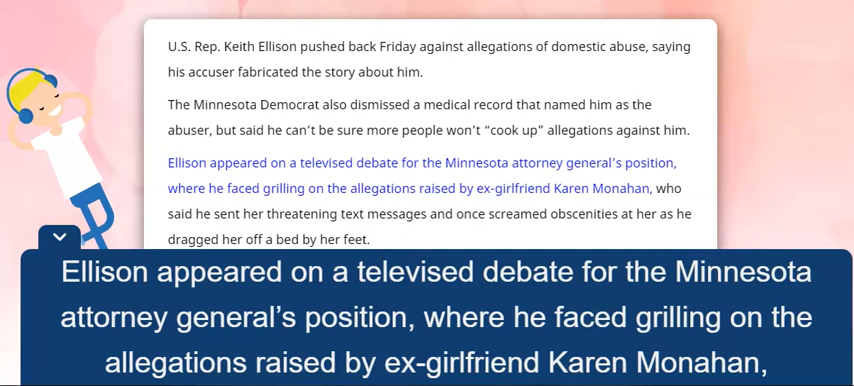 U.S. Rep. Keith Ellison pushed back Friday against allegations of domestic abuse, saying
his accuser fabricated the story about him.
The Minnesota Democrat also dismissed a medical record that named him as the
abuser, but said he can’t be sure more people won’t “cook up” allegations against him.
Ellison appeared on a televised debate for the Minnesota attorney general’s position,
where he faced grilling on the allegations raised by ex-girlfriend Karen Monahan, who
said he sent her threatening text messages and once screamed obscenities at her as he
dragged her off a bed by her feet.
Ellison appeared on a televised debate for the Minnesota
attorney general’s position, where he faced grilling on the
allegations raised by ex-girlfriend Karen Monahan,